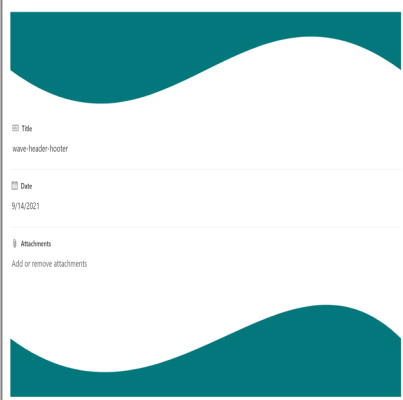 Title
wave-header-hooter
Date
9/14/2021
Attachments
Add or remove attachments